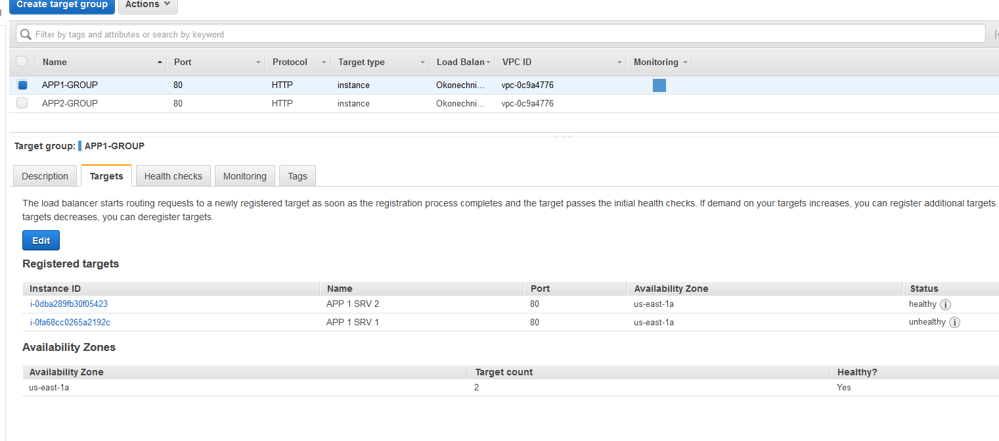 Create target group Actions
Filter by tags and attributes or search by keyword
Name Port Protocol Target type Load Balan VPC ID Monitoring
APP1-GROUP 80 HTTP instance Okonechni... vpc-0c9a4776
APP2-GROUP 80 HTTP instance Okonechni... vpc-0c9a4776
Target group: APP1-GROUP
Description Targets Health checks Monitoring Tags
The load balancer starts routing requests to a newly registered target as soon as the registration process completes and the target passes the initial health checks. If demand on your targets increases, you can register additional targets.
targets decreases, you can deregister targets.
Edit
Registered targets
Instance ID Name Port Availability Zone Status
i-0dba289fb30f05423 APP 1 SRV 2 80 us-east-1a healthy
i-0fa68cc0265a2192c APP 1 SRV 1 80 us-east-1a unhealthy
Availability Zones
Availability Zone Target count Healthy?
us-east-1a 2 Yes